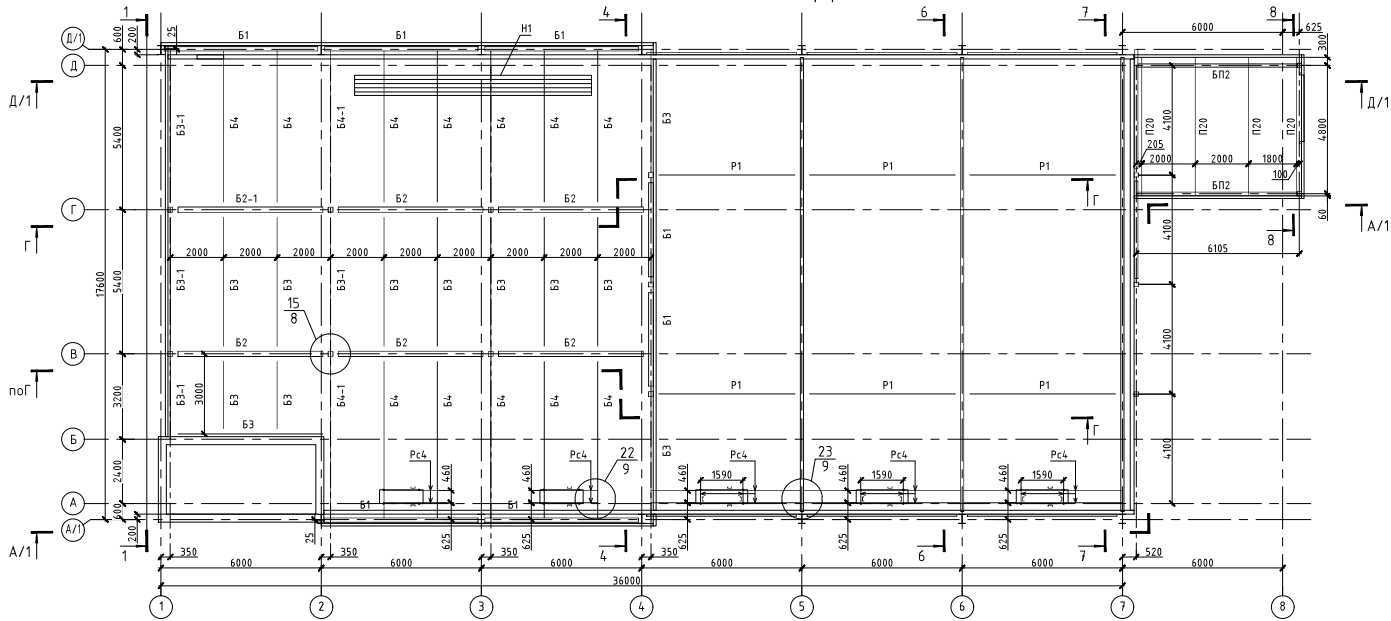 1 4 6 7 8
6000 625
Д/1 600 200 25 Б1 Б1 Б1 Н1 300
Д
Д/1 Д/1
БП2
Б3-1 Б4 Б4 Б4-1 Б4 Б4 Б4 Б4 Б4 Б3 П20 4100 П20 П20 П20
5400 4800
205
2000 2000 1800
Р1 Р1 Р1 100
БП2
Г
Б2-1 Б2 Б2 Г
60
А/1
Г Б1 8 4100
2000 2000 2000 2000 2000 2000 2000 2000 2000 6105
17600 5400
Б3-1 Б3 Б3 Б3-1 Б3 Б3 Б3 Б3 Б3
15
8 Б1
4100
В Б2 Б2 Б2
поГ
3200 Б3-1 3000 Б3 Б3 Б4-1 Б4 Б4 Б4 Б4 Б4
Р1 Р1 Р1
Б3 Г
Б
Б3 4100
2400 Рс4 460 Рс4 460 22
9 460 1590 Рс4 23
9 460 1590 Рс4 460 1590 Рс4
А
Б1 Б1
600
А/1 200 25 625 625 625 625 625
А/1 1 4 6 7
350 350 350 350 520
6000 6000 6000 6000 6000 6000 6000
36000
1 2 3 4 5 6 7 8